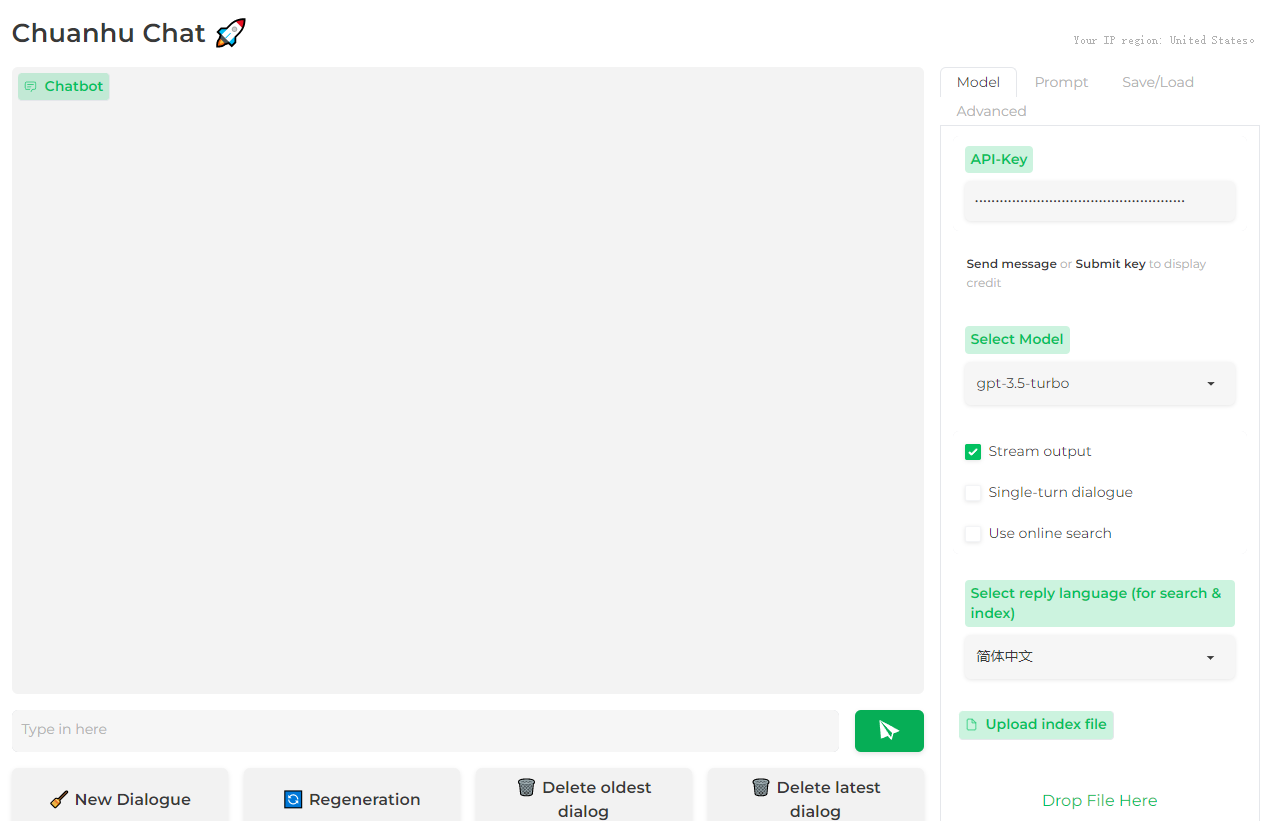 Chuanhu Chat 🚀
Your IP region: United States。
Chatbot
Model Prompt Save/Load
Advanced
API-Key
Send message or Submit key to display
credit
Select Model
gpt-3.5-turbo
Stream output
Single-turn dialogue
Use online search
Select reply language (for search &
index)
简体中文
Upload index file
Drop File Here
Type in here
New Dialogue
Regeneration
Delete oldest
dialog
Delete latest
dialog